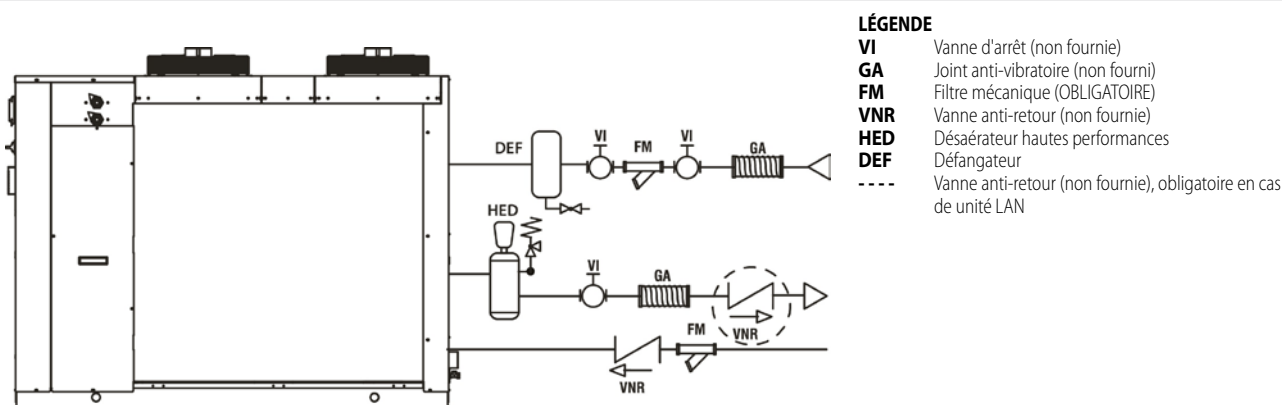 LÉGENDE
VI Vanne d'arrêt (non fournie)
GA Joint anti-vibratoire (non fourni)
FM Filtre mécanique (OBLIGATOIRE)
VNR Vanne anti-retour (non fournie)
HED Désaérateur hautes performances
DEF Défangateur
---- Vanne anti-retour (non fournie), obligatoire en cas
de unité LAN
DEF
VI
FM
VI
GA
HED
VI
GA
VNR
FM
VNR